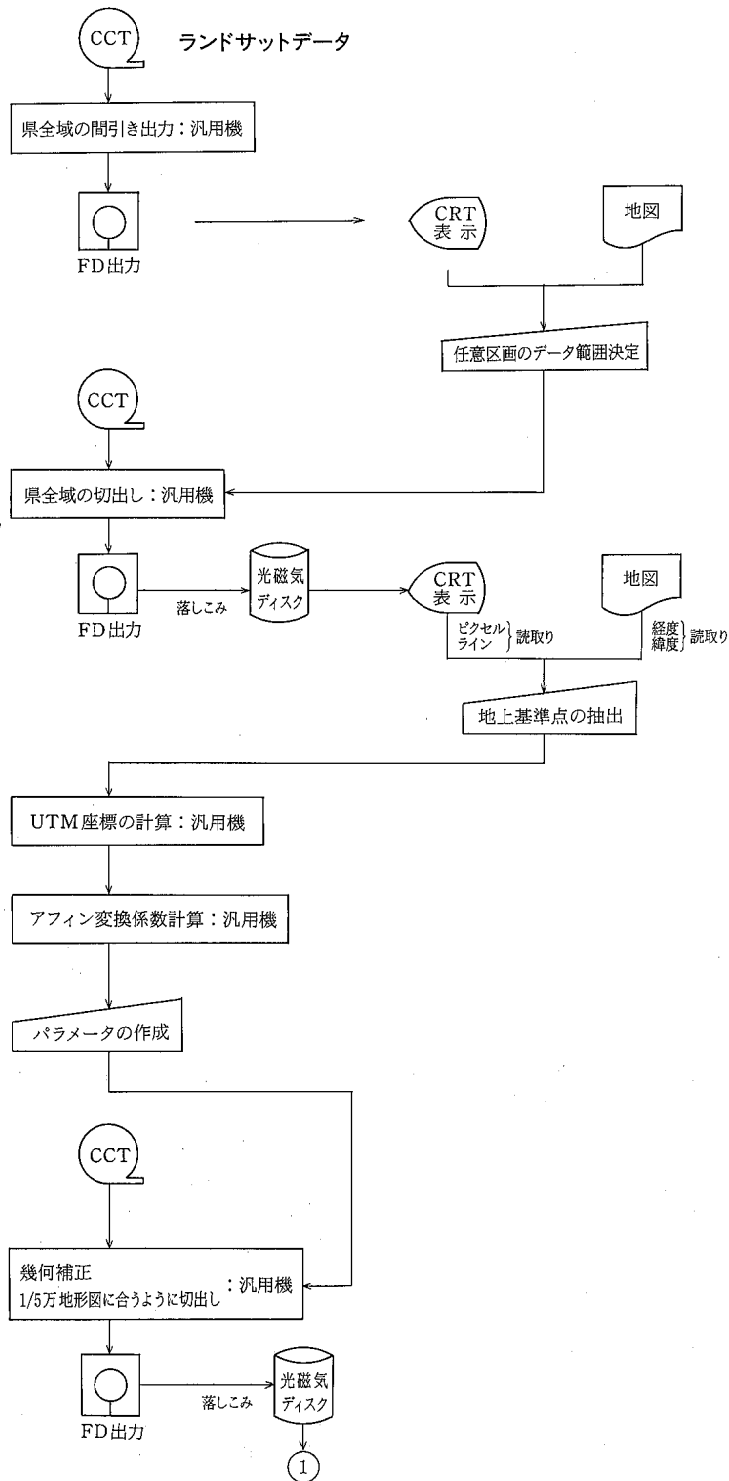 CCT
ランドサットデータ
県全域の間引き出力：汎用機
FD出力
CRT
表示
地図
任意区画のデータ範囲決定
CCT
県全域の切出し：汎用機
FD出力
落しこみ
光磁気
ディスク
CRT
表示
地図
ピクセル
ライン
}読取り
経度
緯度
}読取り
地上基準点の抽出
UTM座標の計算：汎用機
アフィン変換係数計算：汎用機
パラメータの作成
CCT
幾何補正
1/5万地形図に合うように切出し
：汎用機
FD出力
落しこみ
光磁気
ディスク
1